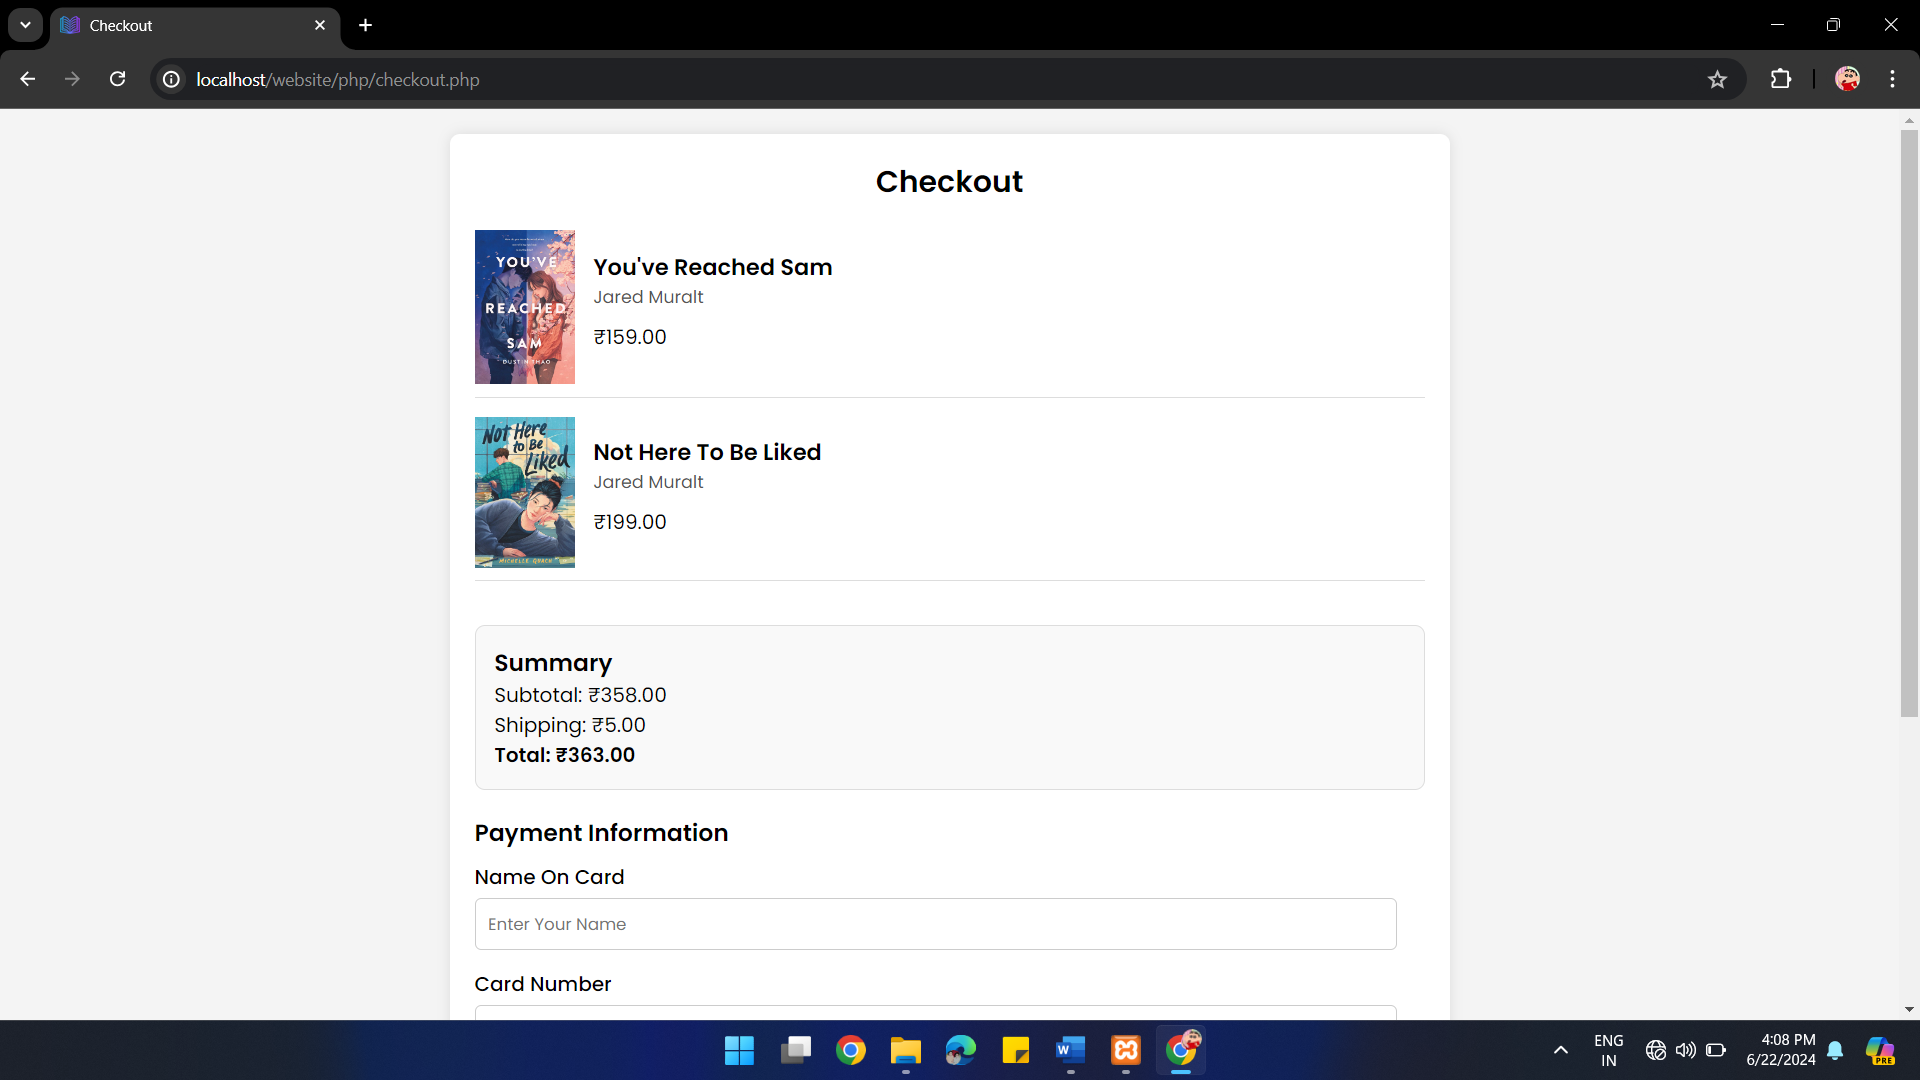 Checkout
localhost/website/php/checkout.php
Checkout
YOU'VE
REACHED
SAM
DUSTIN THAO
You've Reached Sam
Jared Muralt
₹159.00
Not Here
to Be
Liked
MICHELLE QUACH
Not Here To Be Liked
Jared Muralt
₹199.00
Summary
Subtotal: ₹358.00
Shipping: ₹5.00
Total: ₹363.00
Payment Information
Name On Card
Enter Your Name
Card Number
ENG
IN
4:08 PM
6/22/2024
PRE